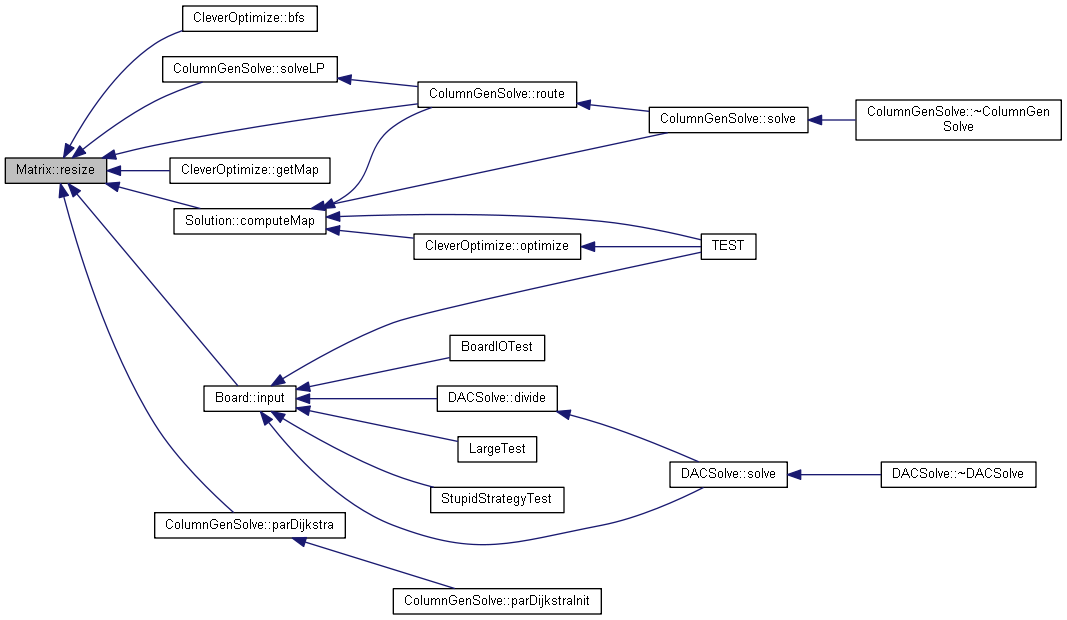 CleverOptimize::bfs
ColumnGenSolve::solveLP
ColumnGenSolve::route
ColumnGenSolve::solve
ColumnGenSolve::~ColumnGen
Solve
Matrix::resize
CleverOptimize::getMap
Solution::computeMap
CleverOptimize::optimize
TEST
BoardIOTest
Board::input
DACSolve::divide
LargeTest
DACSolve::solve
DACSolve::~DACSolve
StupidStrategyTest
ColumnGenSolve::parDijkstra
ColumnGenSolve::parDijkstraInit